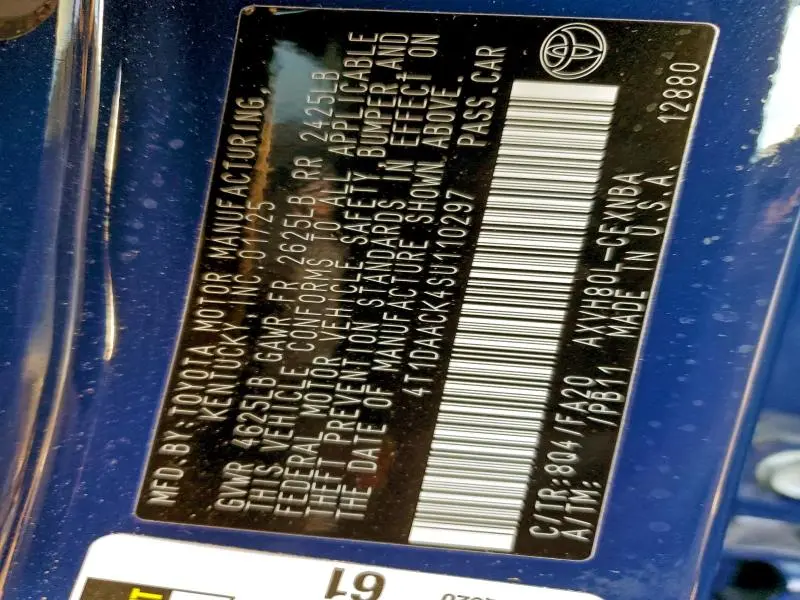 MFD.BY:TOYOTA MOTOR MANUFACTURING,
KENTUCKY, INC. 01/25
GVWR 4625LB GAWR FR 2625LB RR 2425LB
THIS VEHICLE CONFORMS TO ALL APPLICABLE
FEDERAL MOTOR VEHICLE SAFETY, BUMPER, AND
THEFT PREVENTION STANDARDS IN EFFECT ON
THE DATE OF MANUFACTURE SHOWN ABOVE.
4T1DAACK4SU110297 PASS.CAR
C/TR:8Q4/FA20 AXVH80L-CEXNBA
A/TM: /PB11 MADE IN U.S.A. 12880
61